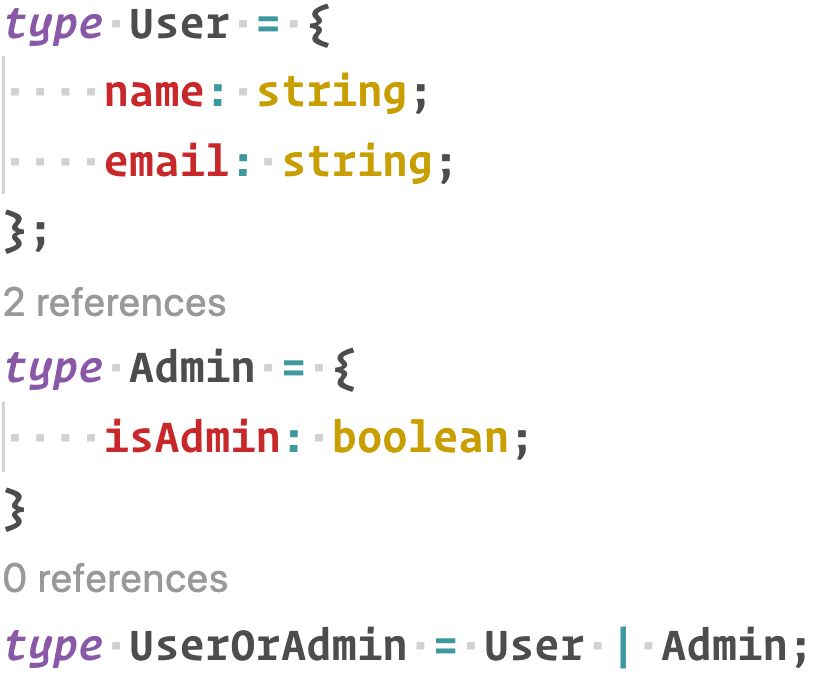 type User = {
    name: string;
    email: string;
};
2 references
type Admin = {
    isAdmin: boolean;
}
0 references
type UserOrAdmin = User | Admin;